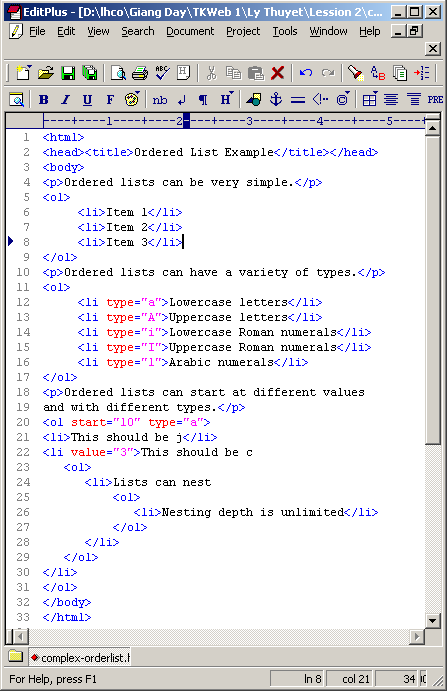 EditPlus - [D:\lhco\Giang Day\TKWeb 1\Ly Thuyet\Lession 2\c...
File Edit View Search Document Project Tools Window
ABC
B I U F nb ¶ H PRE
----+----1----+----2----+----3----+----4----+----5----+
1 <html>
2 <head><title>Ordered List Example</title></head>
3 <body>
4 <p>Ordered lists can be very simple.</p>
5 <ol>
6 <li>Item 1</li>
7 <li>Item 2</li>
8 <li>Item 3</li>
9 </ol>
10 <p>Ordered lists can have a variety of types.</p>
11 <ol>
12 <li type="a">Lowercase letters</li>
13 <li type="A">Uppercase letters</li>
14 <li type="i">Lowercase Roman numerals</li>
15 <li type="I">Uppercase Roman numerals</li>
16 <li type="1">Arabic numerals</li>
17 </ol>
18 <p>Ordered lists can start at different values
19 and with different types.</p>
20 <ol start="10" type="a">
21 <li>This should be j</li>
22 <li value="3">This should be c
23 <ol>
24 <li>Lists can nest
25 <ol>
26 <li>Nesting depth is unlimited</li>
27 </ol>
28 </li>
29 </ol>
30 </li>
31 </ol>
32 </body>
33 </html>
complex-orderlist.h
For Help, press F1 ln 8 col 21 34